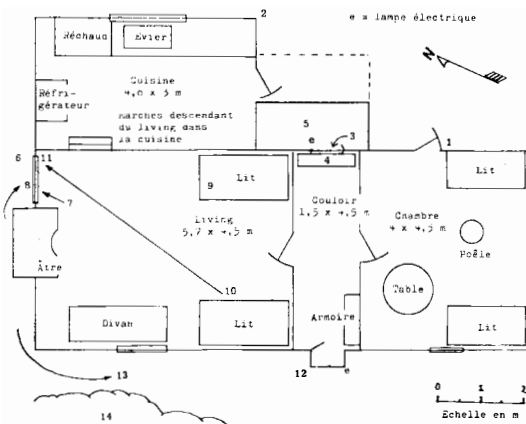 2
e = lampe électrique
Réchaud
Evier
N
Cuisine
4,0 x 3 m
Réfri-
gérateur
marches descendant
du living dans
la cuisine
5
e
3
1
4
6
11
8
7
9
Lit
Lit
Living
5,7 x 4,5 m
Couloir
1,5 x 4,5 m
Chambre
4 x 4,5 m
Poêle
Âtre
10
Table
Divan
Lit
Armoire
Lit
12
e
13
14
0 1 2
Echelle en m